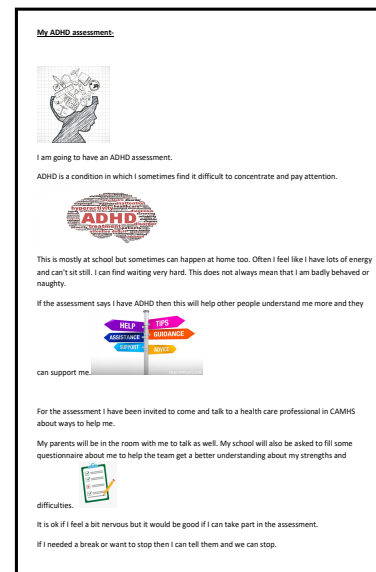 My ADHD assessment-
I am going to have an ADHD assessment.
ADHD is a condition in which I sometimes find it difficult to concentrate and pay attention.
hyperactivity
ADHD
treatment
This is mostly at school but sometimes can happen at home too. Often I feel like I have lots of energy
and can't sit still. I can find waiting very hard. This does not always mean that I am badly behaved or
naughty.
If the assessment says I have ADHD then this will help other people understand me more and they
HELP
TIPS
ASSISTANCE
GUIDANCE
SUPPORT
ADVICE
can support me.
For the assessment I have been invited to come and talk to a health care professional in CAMHS
about ways to help me.
My parents will be in the room with me to talk as well. My school will also be asked to fill some
questionnaire about me to help the team get a better understanding about my strengths and
difficulties.
It is ok if I feel a bit nervous but it would be good if I can take part in the assessment.
If I needed a break or want to stop then I can tell them and we can stop.